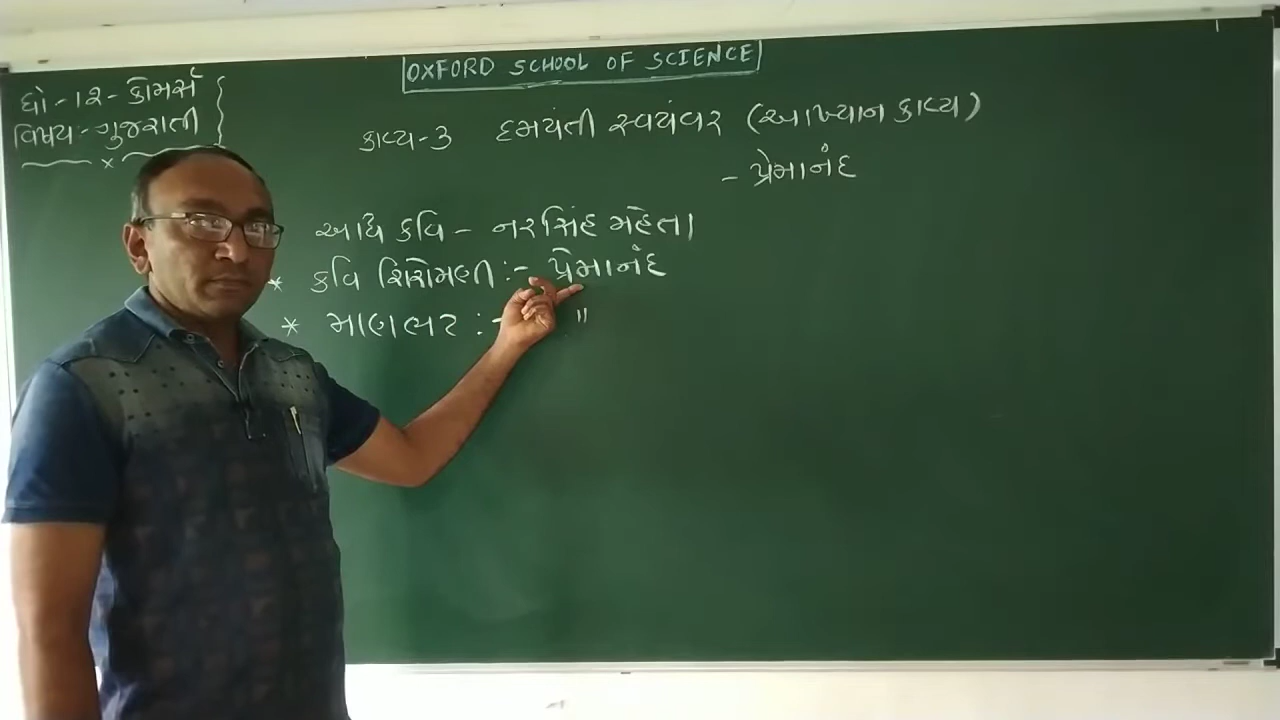 OXFORD SCHOOL OF SCIENCE
ધો - ૧૨ - કોમર્સ
વિષય:- ગુજરાતી
કાવ્ય-૩ દમયંતી સ્વયંવર (આખ્યાન કાવ્ય)
- પ્રેમાનંદ
આદિ કવિ - નરસિંહ મહેતા
* કવિ શિરોમણી :- પ્રેમાનંદ
* માણભટ :- "